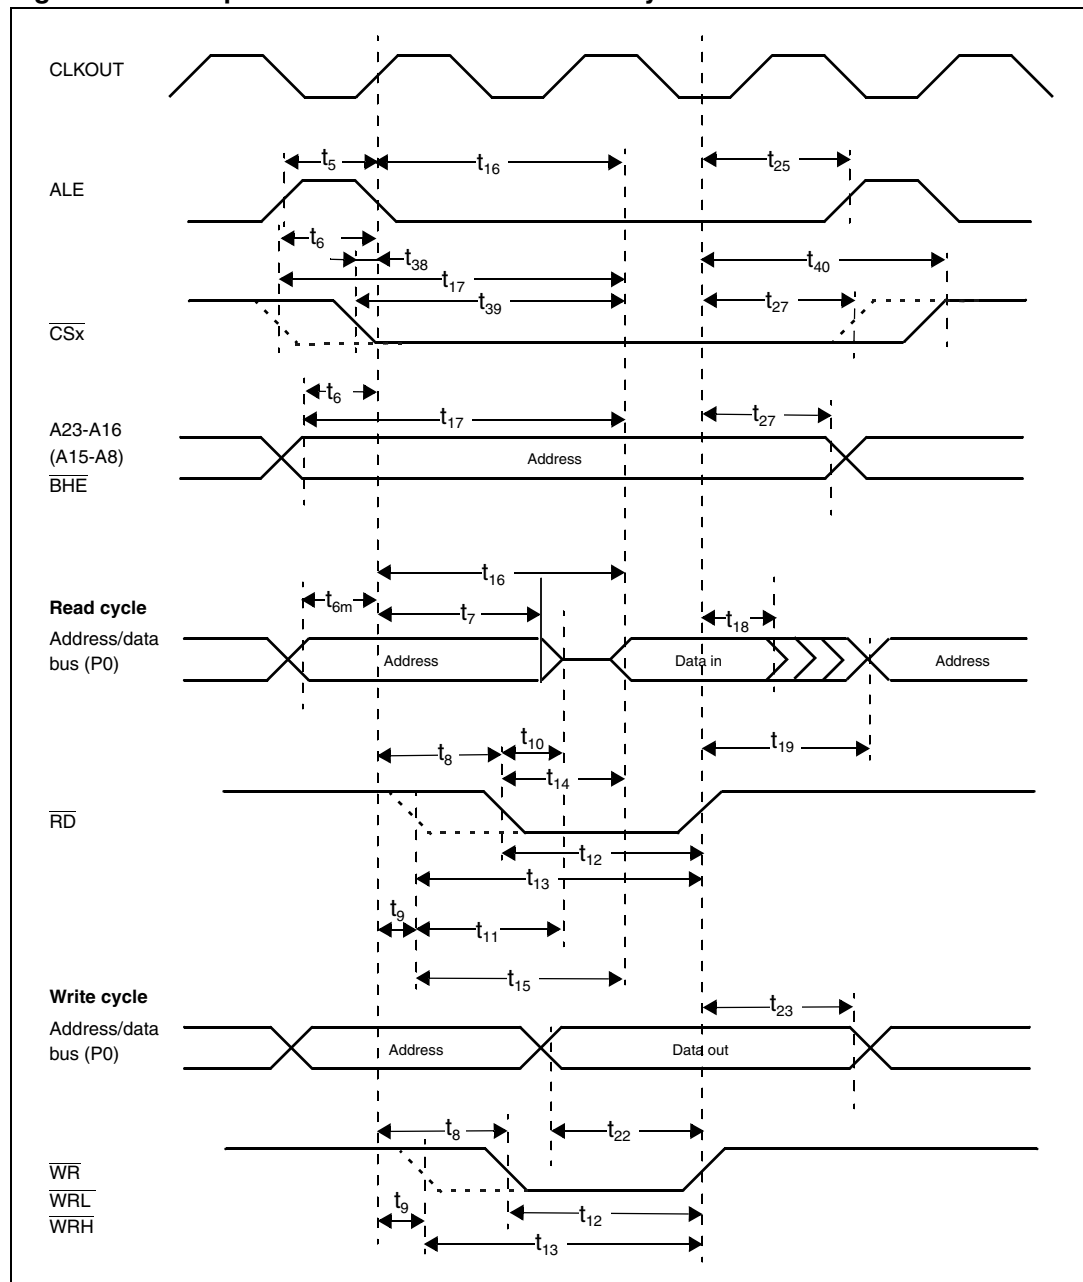 CLKOUT
t5
t16
t25
ALE
t6
t38
t40
t17
t39
t27
CSx
t6
t17
t27
A23-A16
(A15-A8)
Address
BHE
t16
Read cycle
t6m
t7
t18
Address/data
bus (P0)
Address
Data in
Address
t8
t10
t19
t14
RD
t12
t13
t9
t11
t15
Write cycle
t23
Address/data
bus (P0)
Address
Data out
t8
t22
WR
WRL
WRH
t9
t12
t13